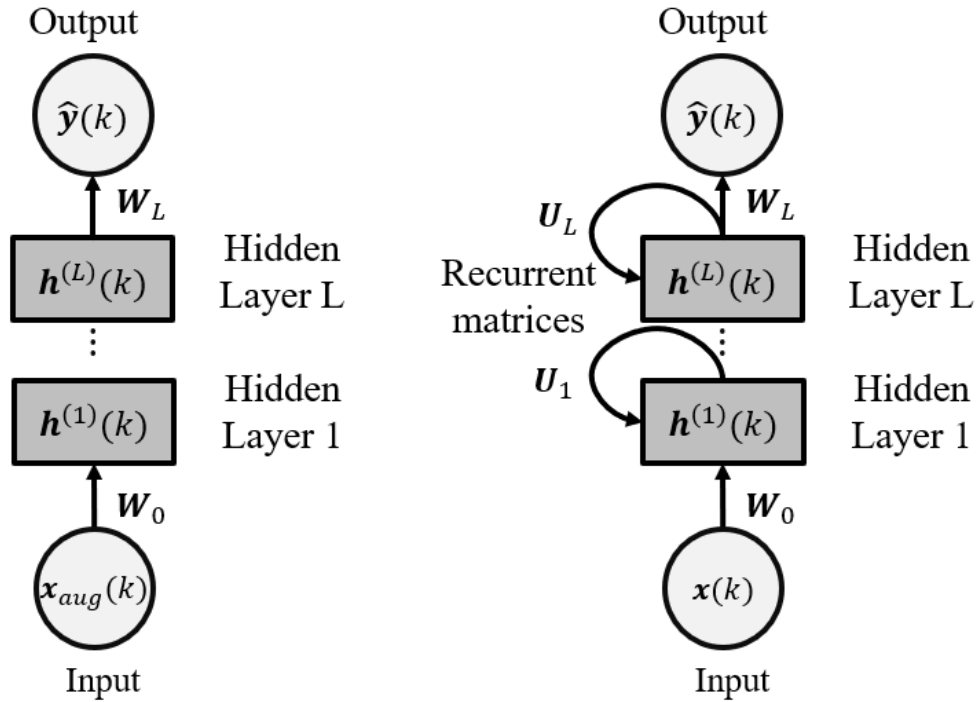 Output
ŷ(k)
W_L
h^(L)(k)
Hidden
Layer L
⋮
h^(1)(k)
Hidden
Layer 1
W_0
x_aug(k)
Input
Output
ŷ(k)
W_L
U_L
Recurrent
matrices
h^(L)(k)
Hidden
Layer L
⋮
U_1
h^(1)(k)
Hidden
Layer 1
W_0
x(k)
Input